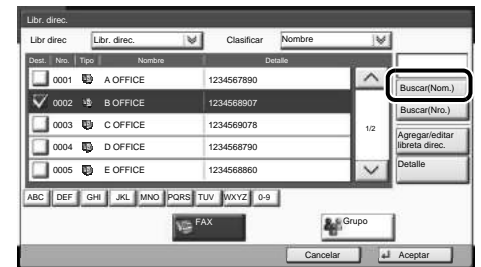 Libr. direc.
Libr direc Libr. direc. Clasificar Nombre
Dest. Nro. Tipo Nombre Detalle
0001 A OFFICE 1234567890
Buscar(Nom.)
0002 B OFFICE 1234568907
Buscar(Nro.)
0003 C OFFICE 1234569078
1/2
Agregar/editar
libreta direc.
0004 D OFFICE 1234568790
Detalle
0005 E OFFICE 1234568860
ABC DEF GHI JKL MNO PQRS TUV WXYZ 0-9
FAX Grupo
Cancelar Aceptar